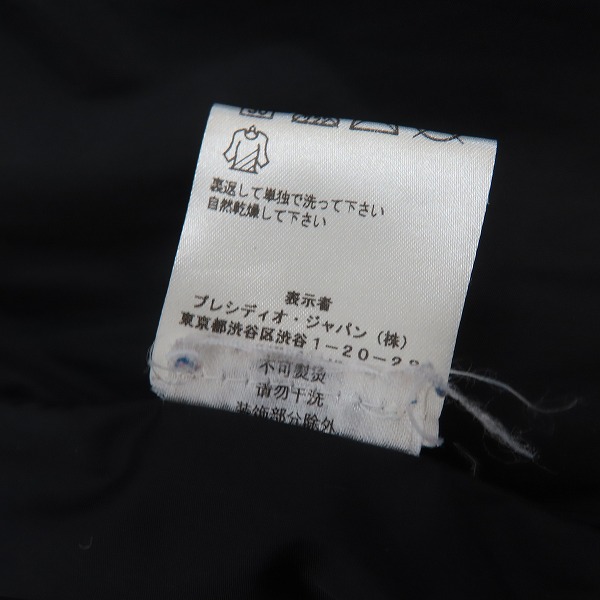 裏返して単独で洗って下さい
自然乾燥して下さい
表示者
プレシディオ・ジャパン（株）
東京都渋谷区渋谷1-20-28
不可製烫
请勿干洗
装饰部分除外